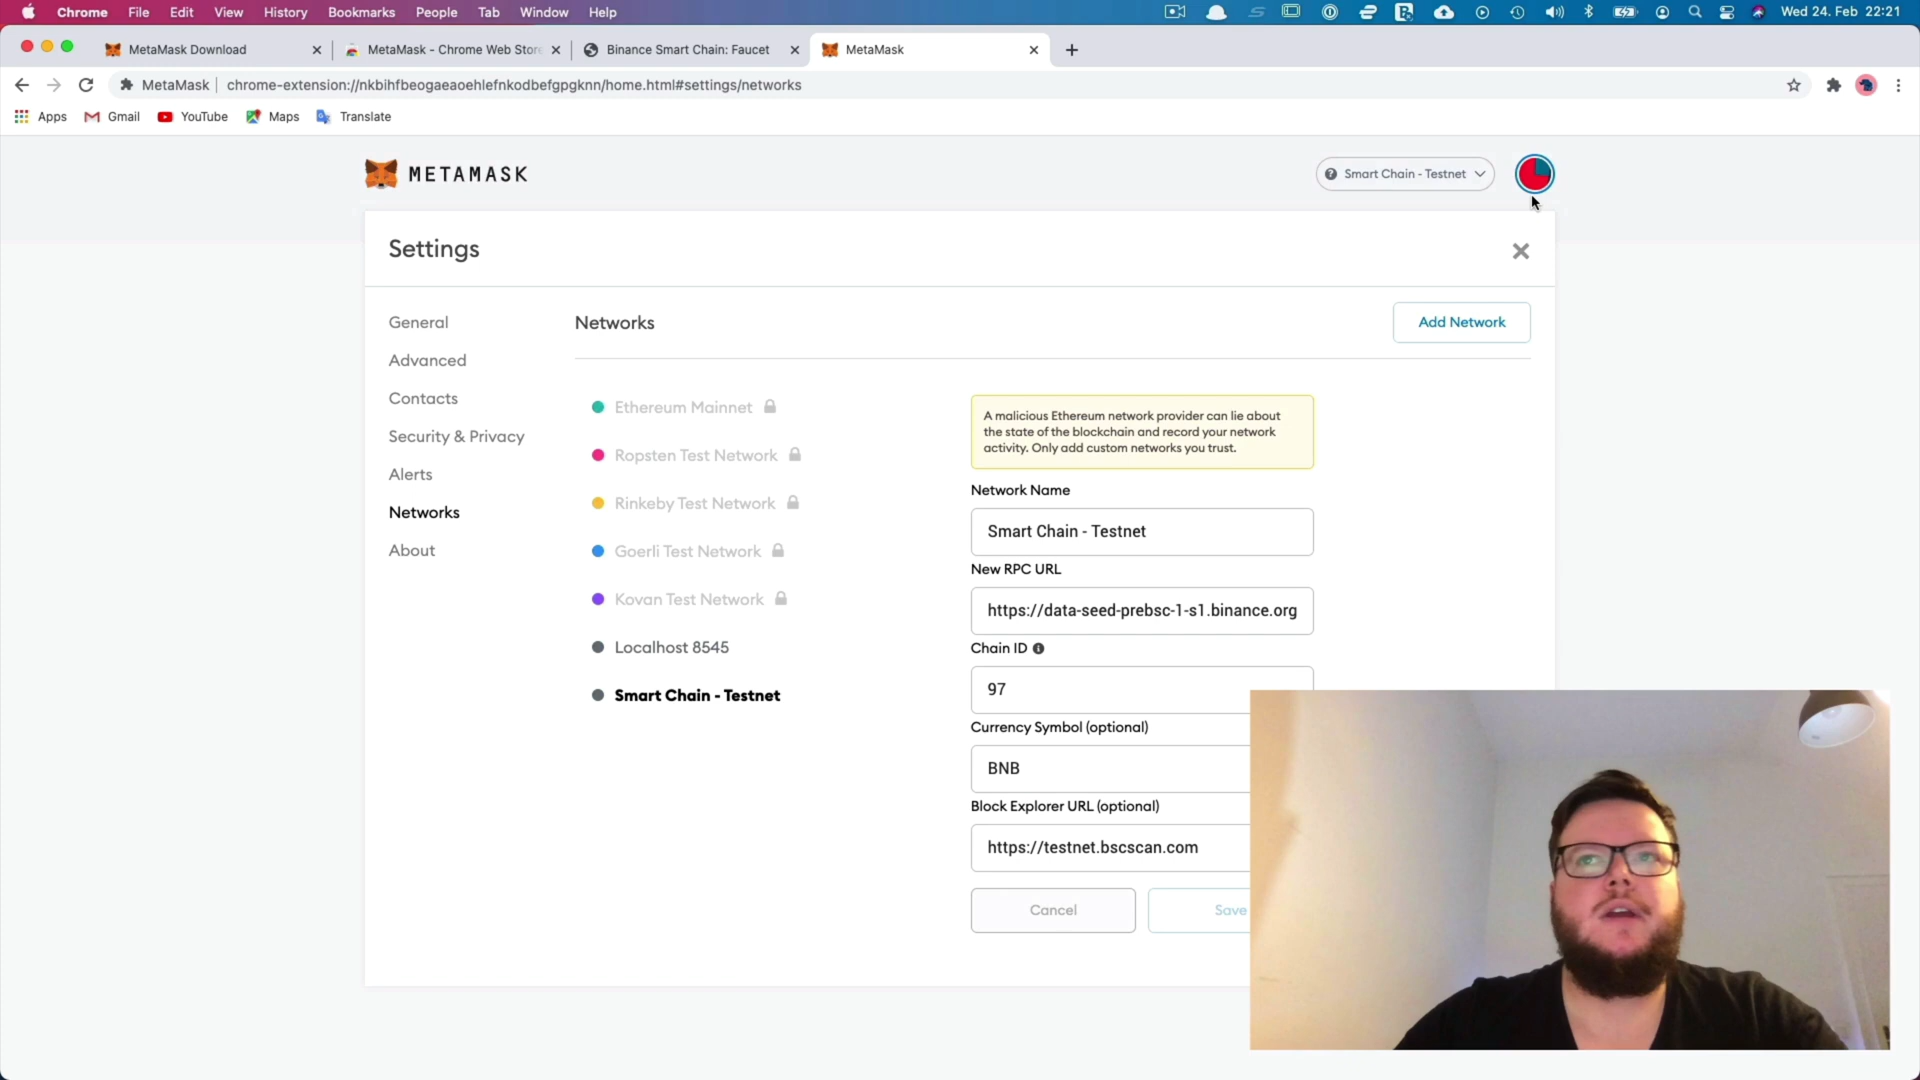 Chrome File Edit View History Bookmarks People Tab Window Help Wed 24. Feb 22:21
MetaMask Download MetaMask - Chrome Web Store Binance Smart Chain: Faucet MetaMask
MetaMask chrome-extension://nkbihfbeogaeaoehlefnkodbefgpgknn/home.html#settings/networks
Apps Gmail YouTube Maps Translate
METAMASK Smart Chain - Testnet
Settings
General
Advanced
Contacts
Security & Privacy
Alerts
Networks
About
Networks Add Network
Ethereum Mainnet
Ropsten Test Network
Rinkeby Test Network
Goerli Test Network
Kovan Test Network
Localhost 8545
Smart Chain - Testnet
A malicious Ethereum network provider can lie about
the state of the blockchain and record your network
activity. Only add custom networks you trust.
Network Name
Smart Chain - Testnet
New RPC URL
https://data-seed-prebsc-1-s1.binance.org
Chain ID
97
Currency Symbol (optional)
BNB
Block Explorer URL (optional)
https://testnet.bscscan.com
Cancel Save